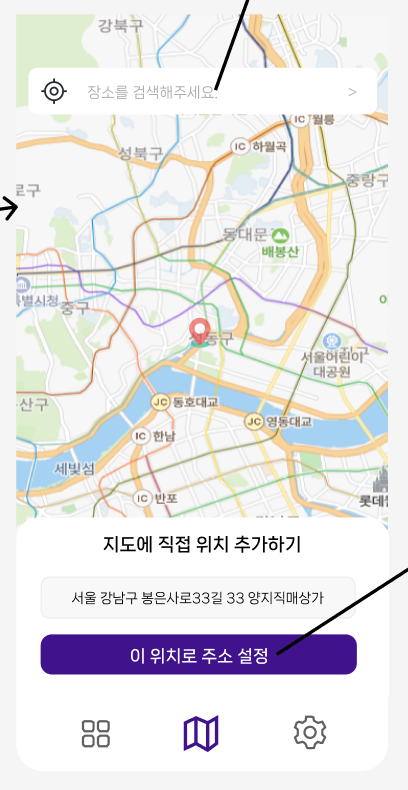 강북구
장소를 검색해주세요.
>
IC 월릉
IC 하월곡
성북구
중랑구
로구
동대문
배봉산
특별시청
중구
성동구
서울어린이
대공원
산구
JC 동호대교
JC 영동대교
IC 한남
세빛섬
IC 반포
롯데
지도에 직접 위치 추가하기
서울 강남구 봉은사로33길 33 양지직매상가
이 위치로 주소 설정